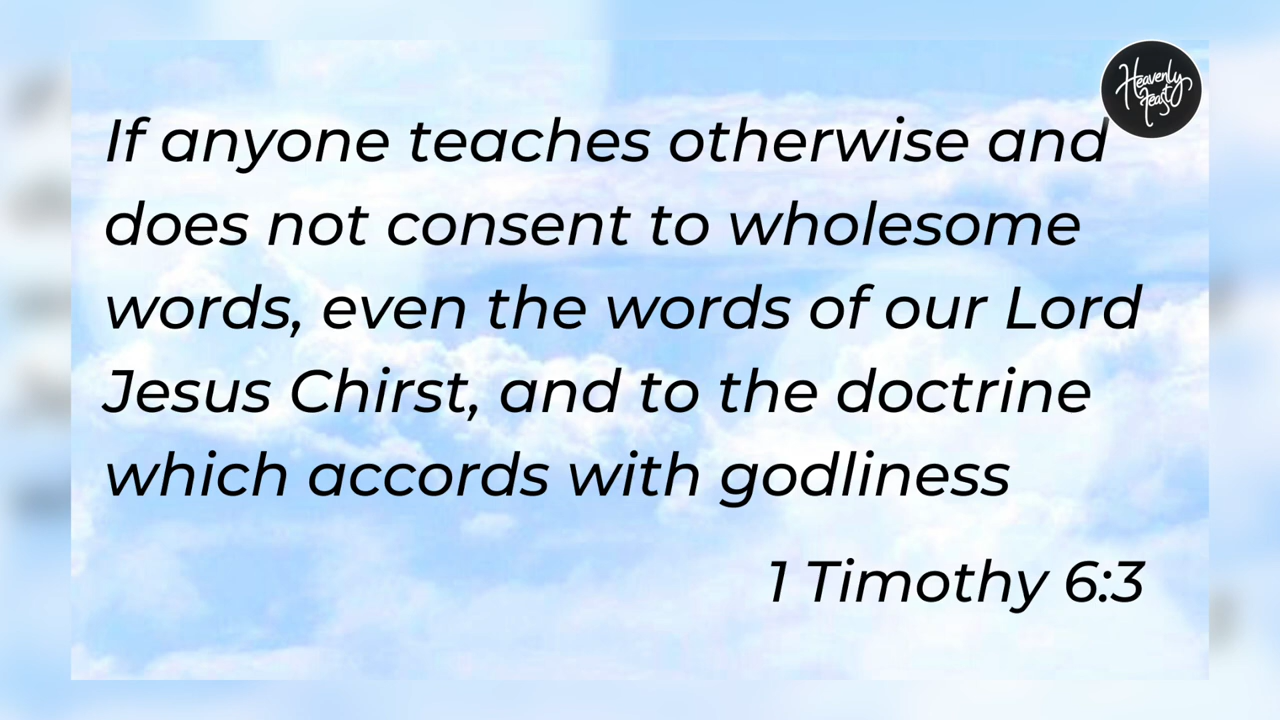 Heavenly
feast
If anyone teaches otherwise and
does not consent to wholesome
words, even the words of our Lord
Jesus Chirst, and to the doctrine
which accords with godliness
1 Timothy 6:3